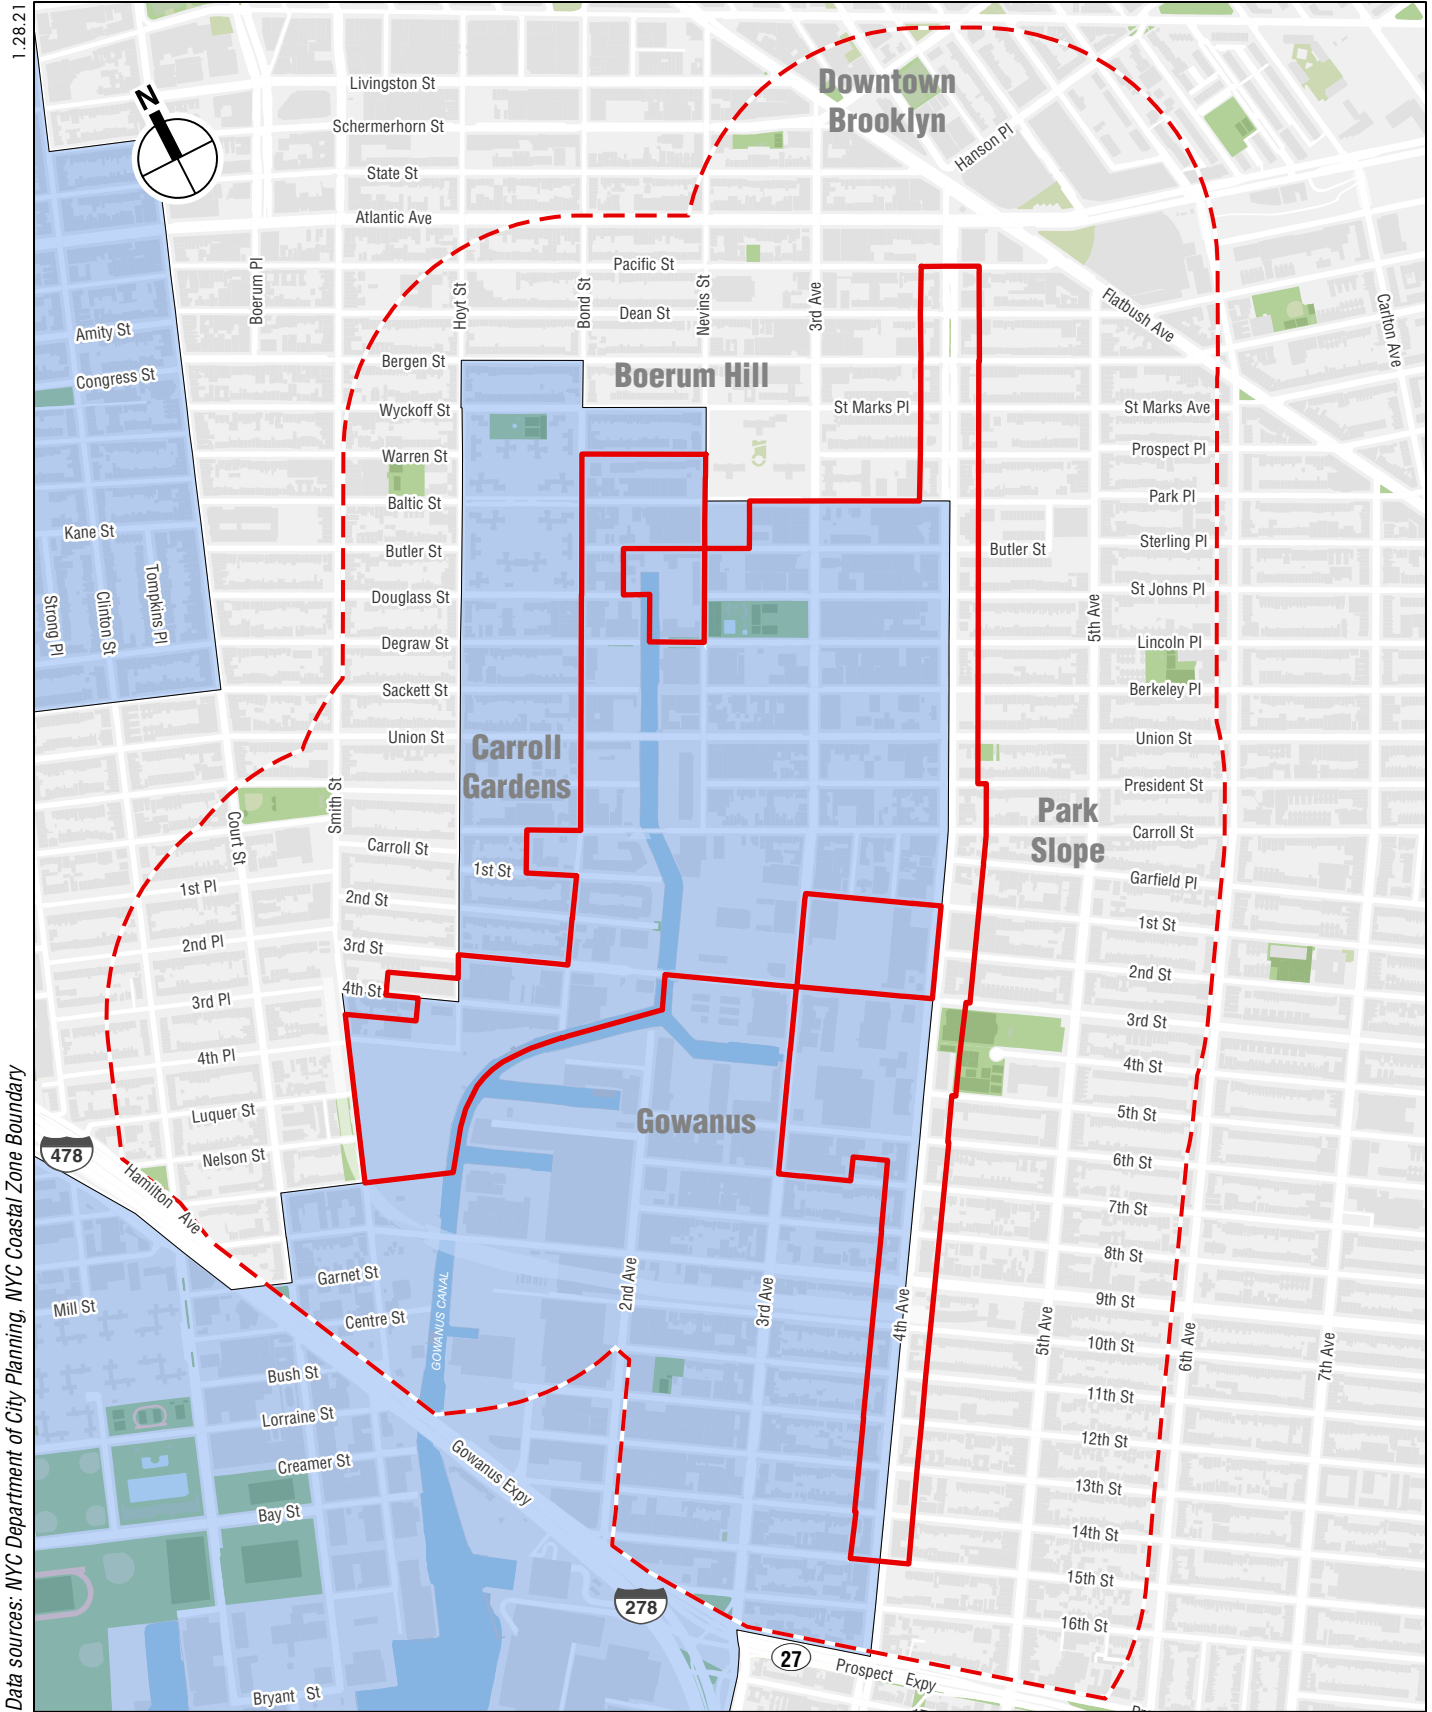 1.28.21
Data sources: NYC Department of City Planning, NYC Coastal Zone Boundary
N
Livingston St
Downtown
Brooklyn
Schermerhorn St
Hanson Pl
State St
Atlantic Ave
Pacific St
Boerum Pl
Hoyt St
Bond St
Nevins St
3rd Ave
Dean St
Flatbush Ave
Carlton Ave
Amity St
Bergen St
Boerum Hill
Congress St
Wyckoff St
St Marks Pl
St Marks Ave
Warren St
Prospect Pl
Baltic St
Park Pl
Kane St
Butler St
Butler St
Sterling Pl
Strong Pl
Clinton St
Tompkins Pl
Douglass St
5th Ave
St Johns Pl
Degraw St
Lincoln Pl
Sackett St
Berkeley Pl
Union St
Carroll
Gardens
Union St
Smith St
President St
Court St
Park
Slope
Carroll St
Carroll St
1st St
1st Pl
Garfield Pl
2nd St
1st St
2nd Pl
3rd St
2nd St
4th St
3rd Pl
3rd St
4th Pl
4th St
Luquer St
Gowanus
5th St
478
Nelson St
6th St
Hamilton Ave
7th St
8th St
Garnet St
2nd Ave
3rd Ave
4th Ave
9th St
Mill St
Centre St
GOWANUS CANAL
5th Ave
10th St
6th Ave
7th Ave
Bush St
11th St
Lorraine St
12th St
Creamer St
Gowanus Expy
13th St
Bay St
14th St
15th St
278
16th St
27
Prospect Expy
Bryant St